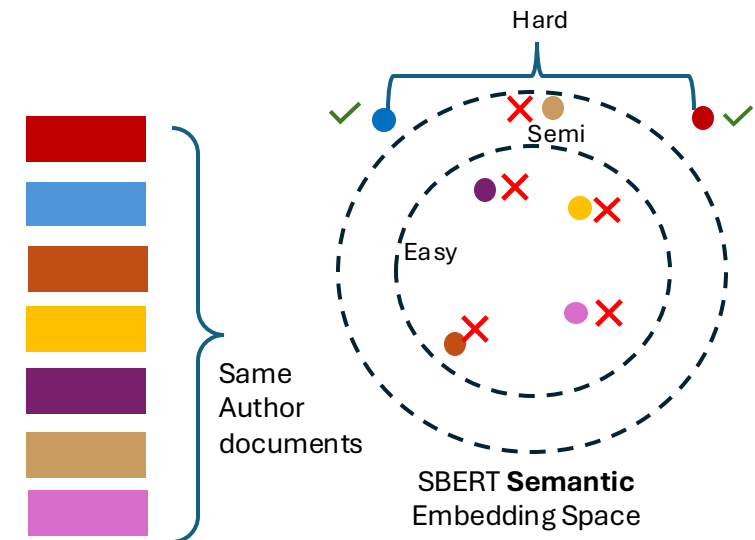 Hard
Semi
Easy
Same
Author
documents
SBERT Semantic
Embedding Space